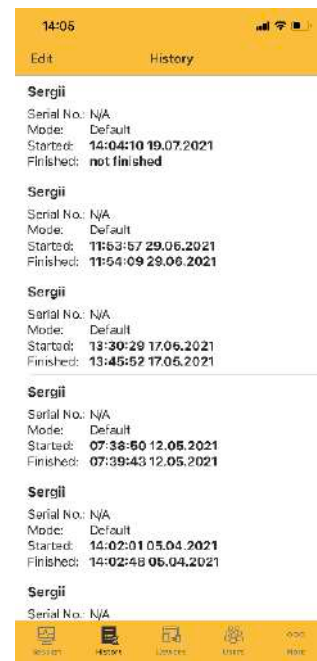 14:05
Edit History
Sergii
Serial No.: N/A
Mode: Default
Started: 14:04:10 19.07.2021
Finished: not finished
Sergii
Serial No.: N/A
Mode: Default
Started: 11:53:57 29.06.2021
Finished: 11:54:09 29.06.2021
Sergii
Serial No.: N/A
Mode: Default
Started: 13:30:29 17.06.2021
Finished: 13:45:52 17.06.2021
Sergii
Serial No.: N/A
Mode: Default
Started: 07:38:50 12.05.2021
Finished: 07:39:43 12.05.2021
Sergii
Serial No.: N/A
Mode: Default
Started: 14:02:01 05.04.2021
Finished: 14:02:48 05.04.2021
Sergii
Serial No.: N/A
Session History Devices Users More